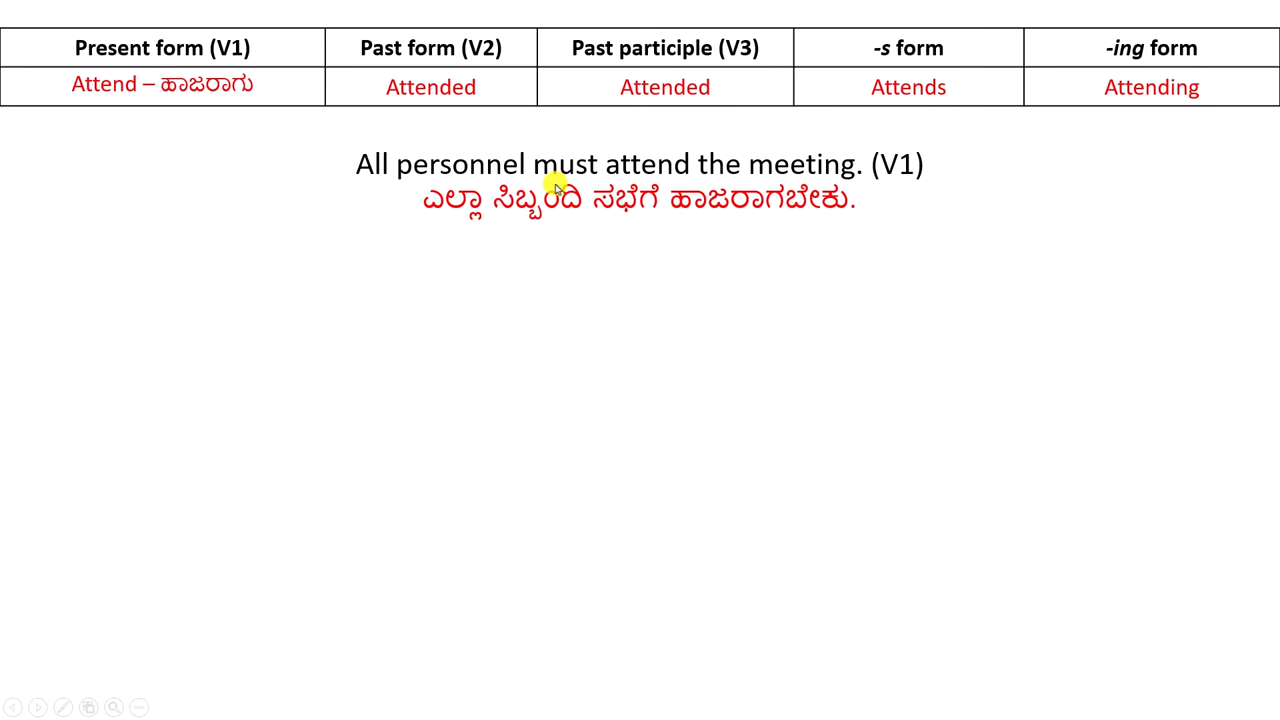 Present form (V1) Past form (V2) Past participle (V3) -s form -ing form
Attend – ಹಾಜರಾಗು Attended Attended Attends Attending
All personnel must attend the meeting. (V1)
ಎಲ್ಲಾ ಸಿಬ್ಬಂದಿ ಸಭೆಗೆ ಹಾಜರಾಗಬೇಕು.